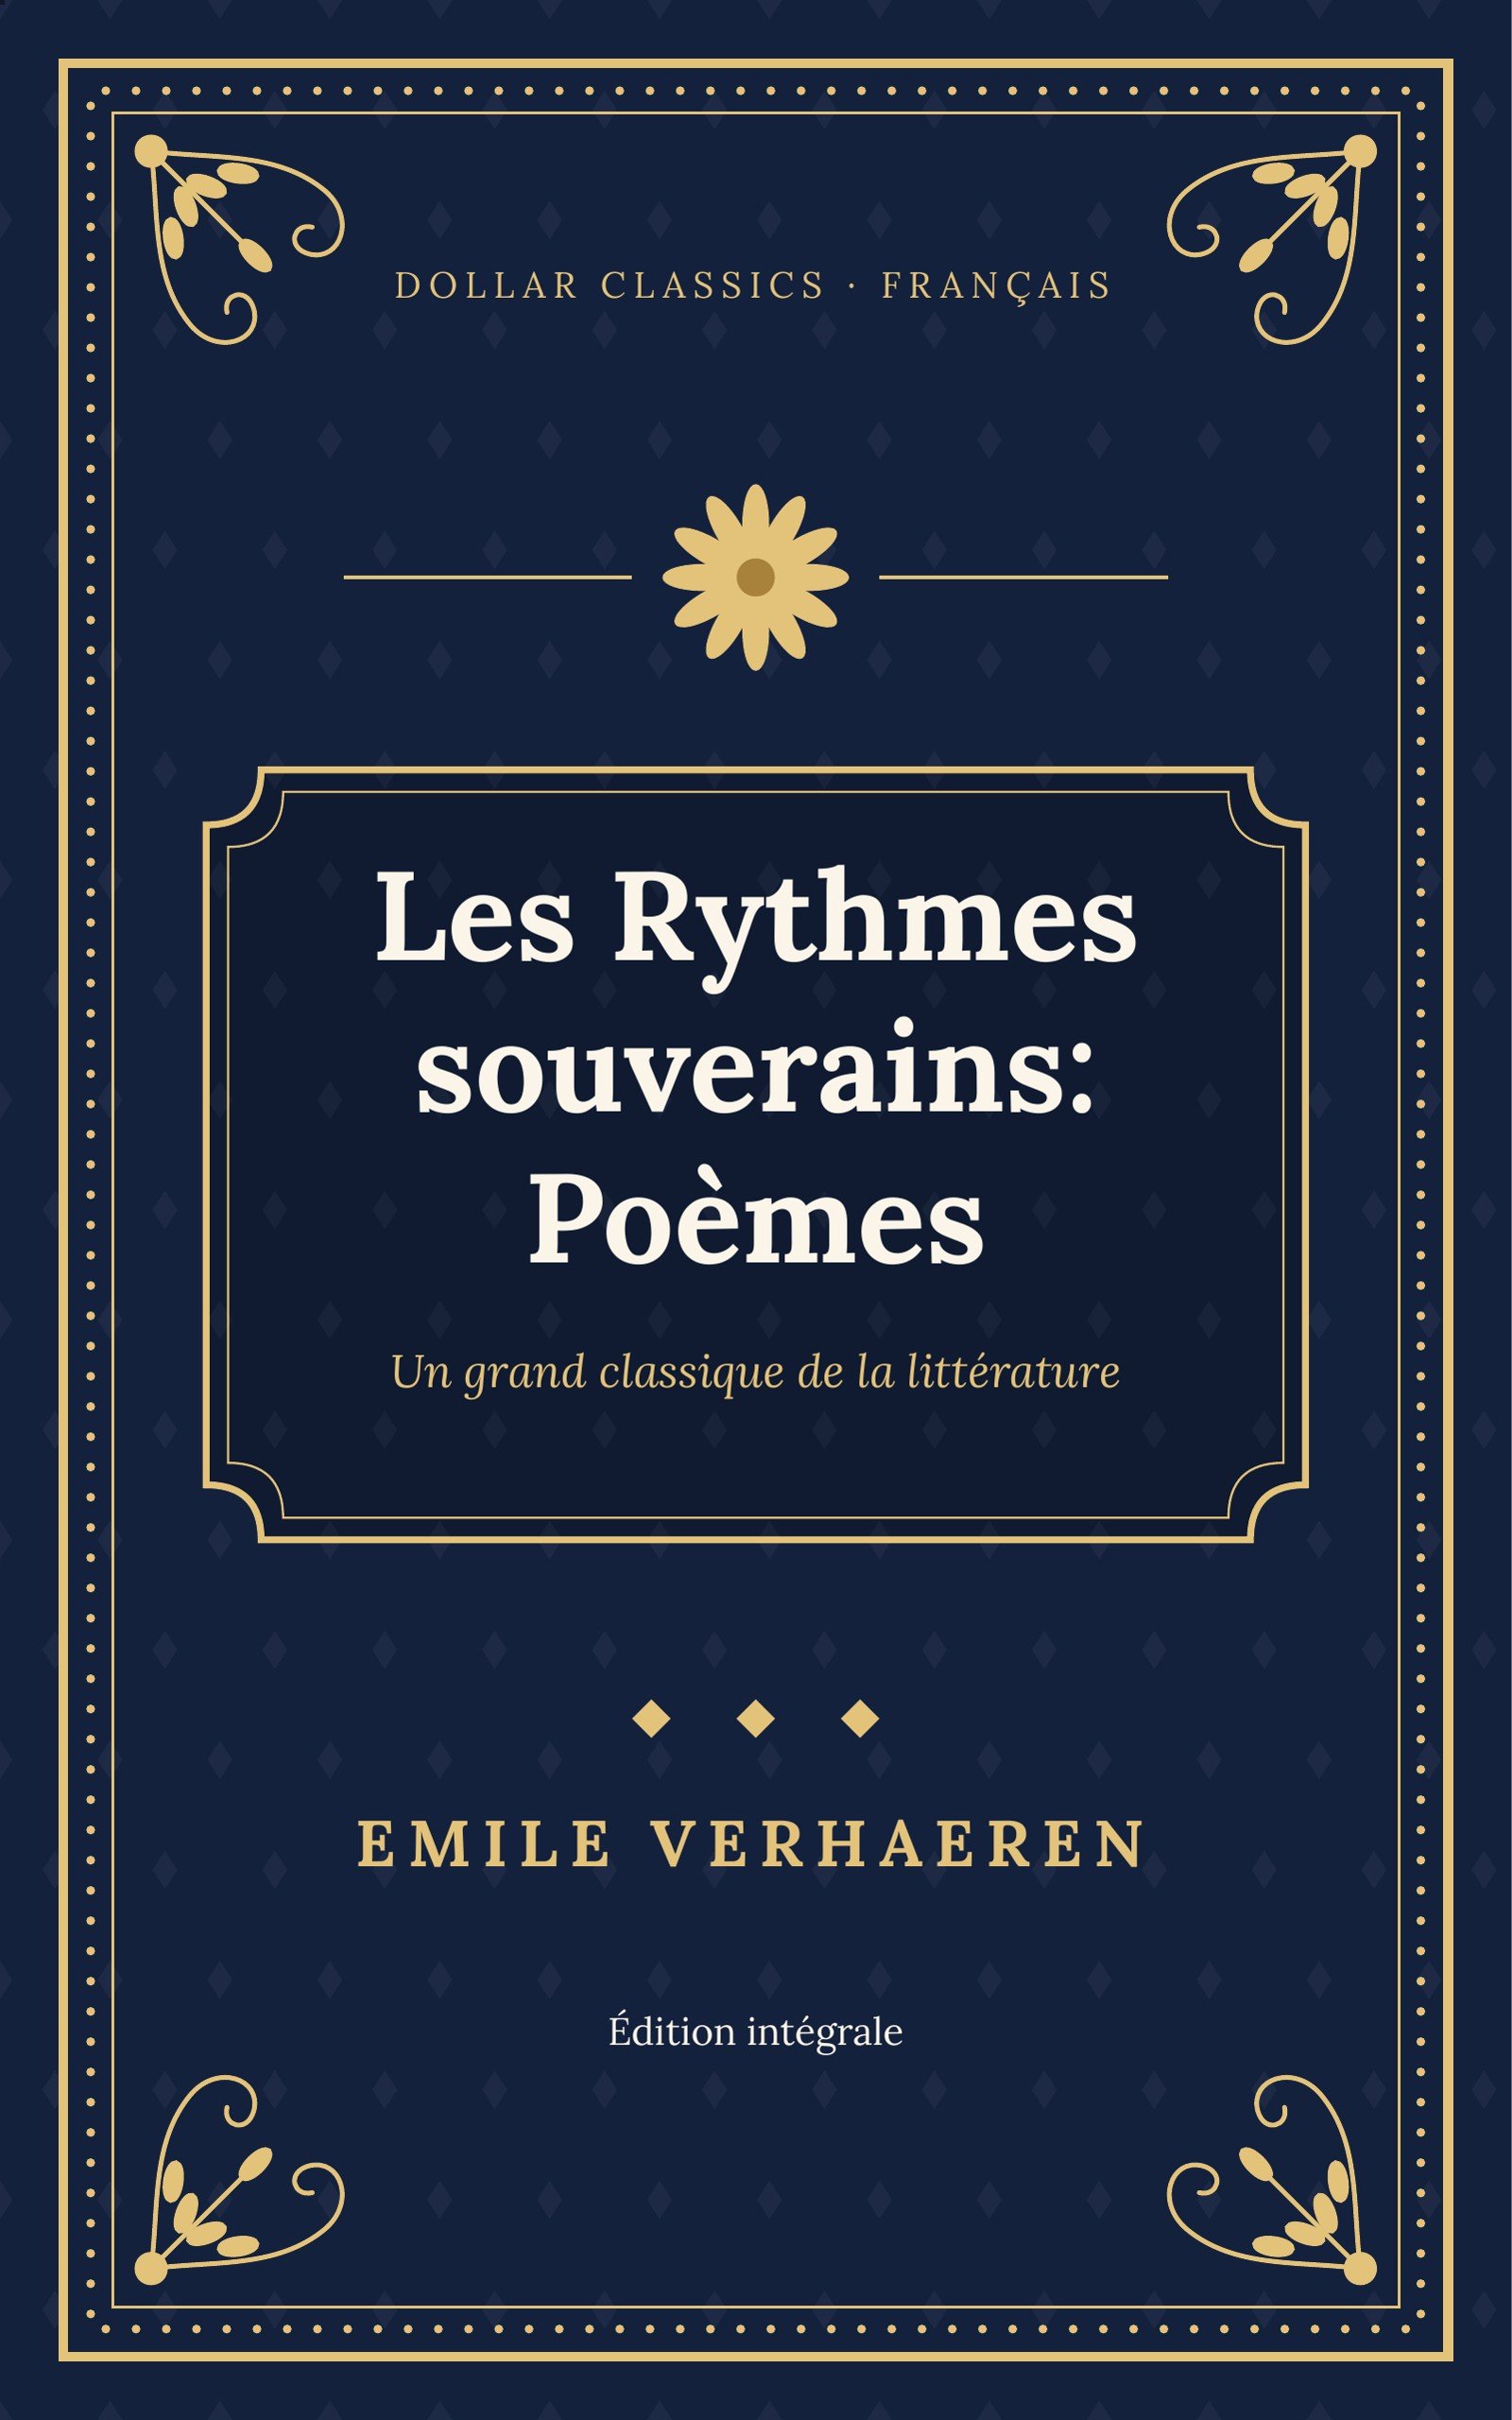 DOLLAR CLASSICS · FRANÇAIS
Les Rythmes
souverains:
Poèmes
Un grand classique de la littérature
EMILE VERHAEREN
Édition intégrale